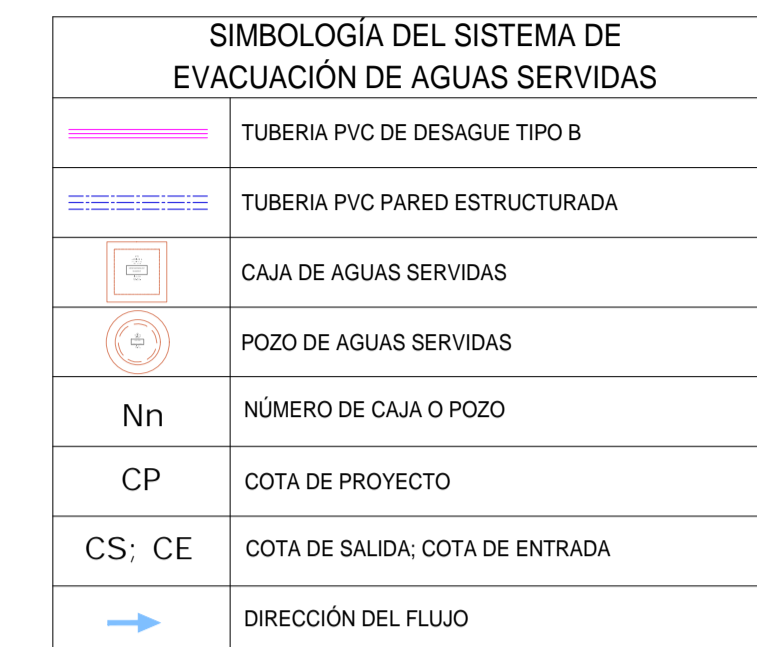 SIMBOLOGÍA DEL SISTEMA DE
EVACUACIÓN DE AGUAS SERVIDAS
TUBERIA PVC DE DESAGUE TIPO B
TUBERIA PVC PARED ESTRUCTURADA
CAJA DE AGUAS SERVIDAS
POZO DE AGUAS SERVIDAS
Nn NÚMERO DE CAJA O POZO
CP COTA DE PROYECTO
CS; CE COTA DE SALIDA; COTA DE ENTRADA
DIRECCIÓN DEL FLUJO